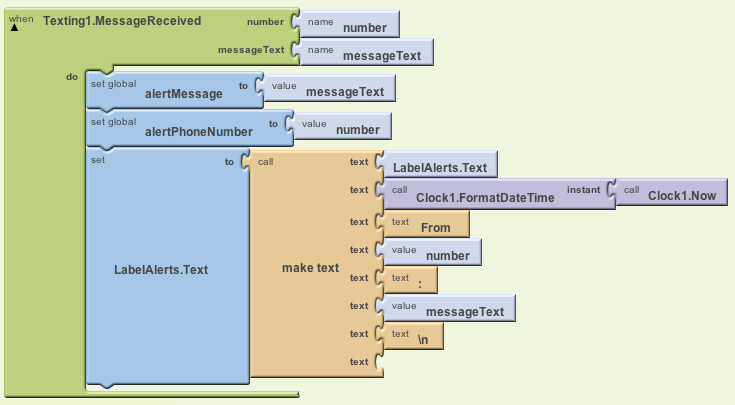 when Texting1.MessageReceived number name number
messageText name messageText
do
set global alertMessage to value messageText
set global alertPhoneNumber to value number
set LabelAlerts.Text to call make text text LabelAlerts.Text
text call Clock1.FormatDateTime instant call Clock1.Now
text text From
text value number
text text :
text value messageText
text text \n
text